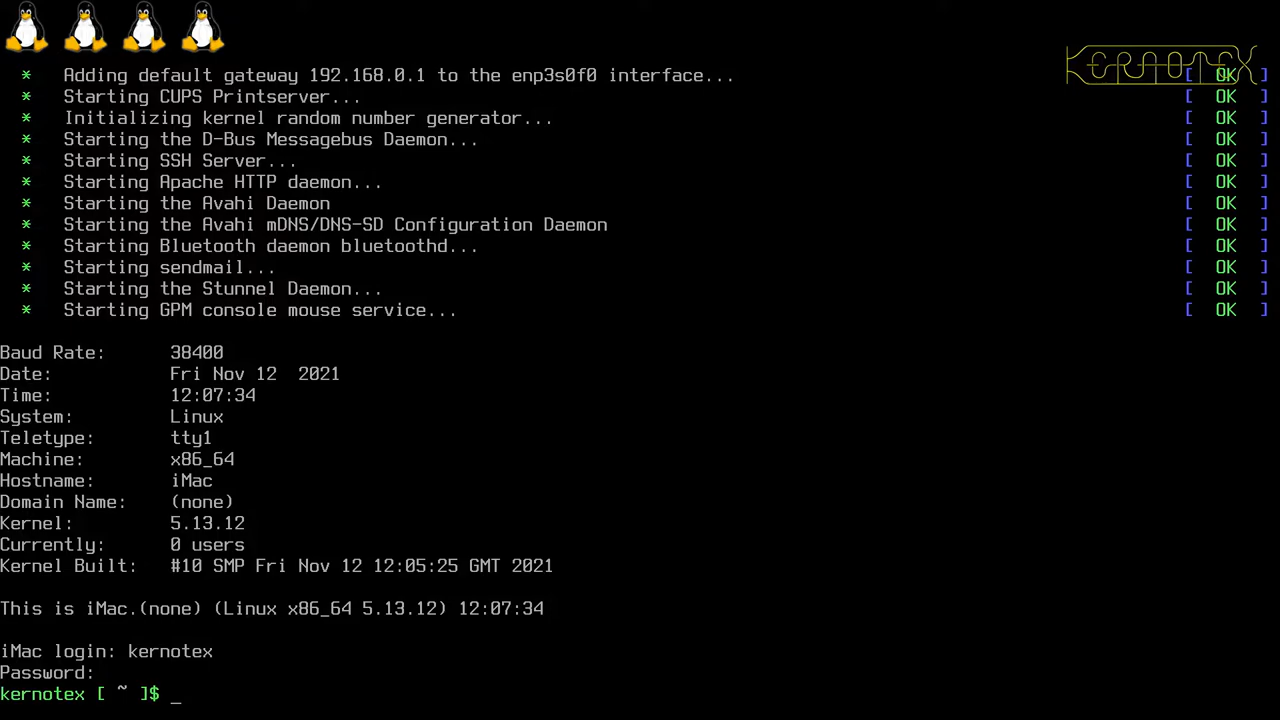 KERNOTEX
* Adding default gateway 192.168.0.1 to the enp3s0f0 interface... [ OK ]
* Starting CUPS Printserver... [ OK ]
* Initializing kernel random number generator... [ OK ]
* Starting the D-Bus Messagebus Daemon... [ OK ]
* Starting SSH Server... [ OK ]
* Starting Apache HTTP daemon... [ OK ]
* Starting the Avahi Daemon [ OK ]
* Starting the Avahi mDNS/DNS-SD Configuration Daemon [ OK ]
* Starting Bluetooth daemon bluetoothd... [ OK ]
* Starting sendmail... [ OK ]
* Starting the Stunnel Daemon... [ OK ]
* Starting GPM console mouse service... [ OK ]
Baud Rate: 38400
Date: Fri Nov 12  2021
Time: 12:07:34
System: Linux
Teletype: tty1
Machine: x86_64
Hostname: iMac
Domain Name: (none)
Kernel: 5.13.12
Currently: 0 users
Kernel Built: #10 SMP Fri Nov 12 12:05:25 GMT 2021
This is iMac.(none) (Linux x86_64 5.13.12) 12:07:34
iMac login: kernotex
Password:
kernotex [ ~ ]$ _